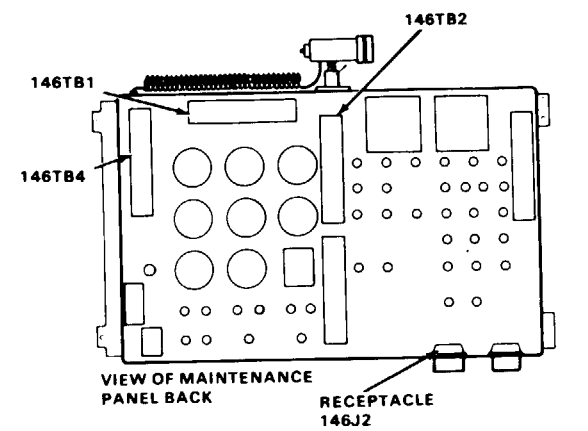 146TB2
146TB1
146TB4
VIEW OF MAINTENANCE
PANEL BACK
RECEPTACLE
146J2